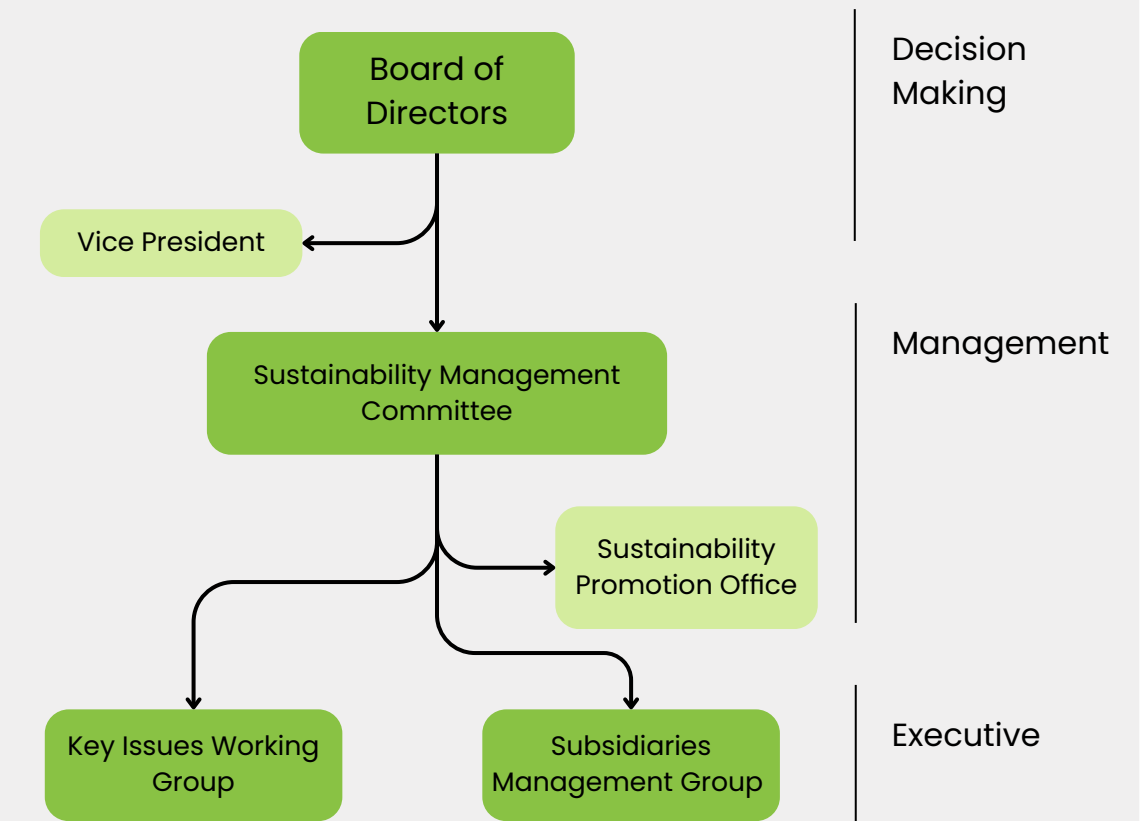 Board of
Directors
Decision
Making
Vice President
Sustainability Management
Committee
Management
Sustainability
Promotion Office
Key Issues Working
Group
Subsidiaries
Management Group
Executive